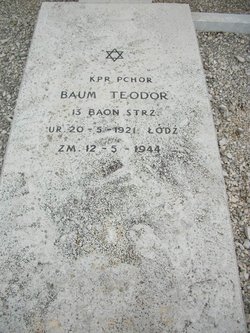 KPR PCHOR
BAUM TEODOR
13 BAON STRZ.
UR. 20-5-1921 ŁÓDŹ
ZM. 12-5-1944